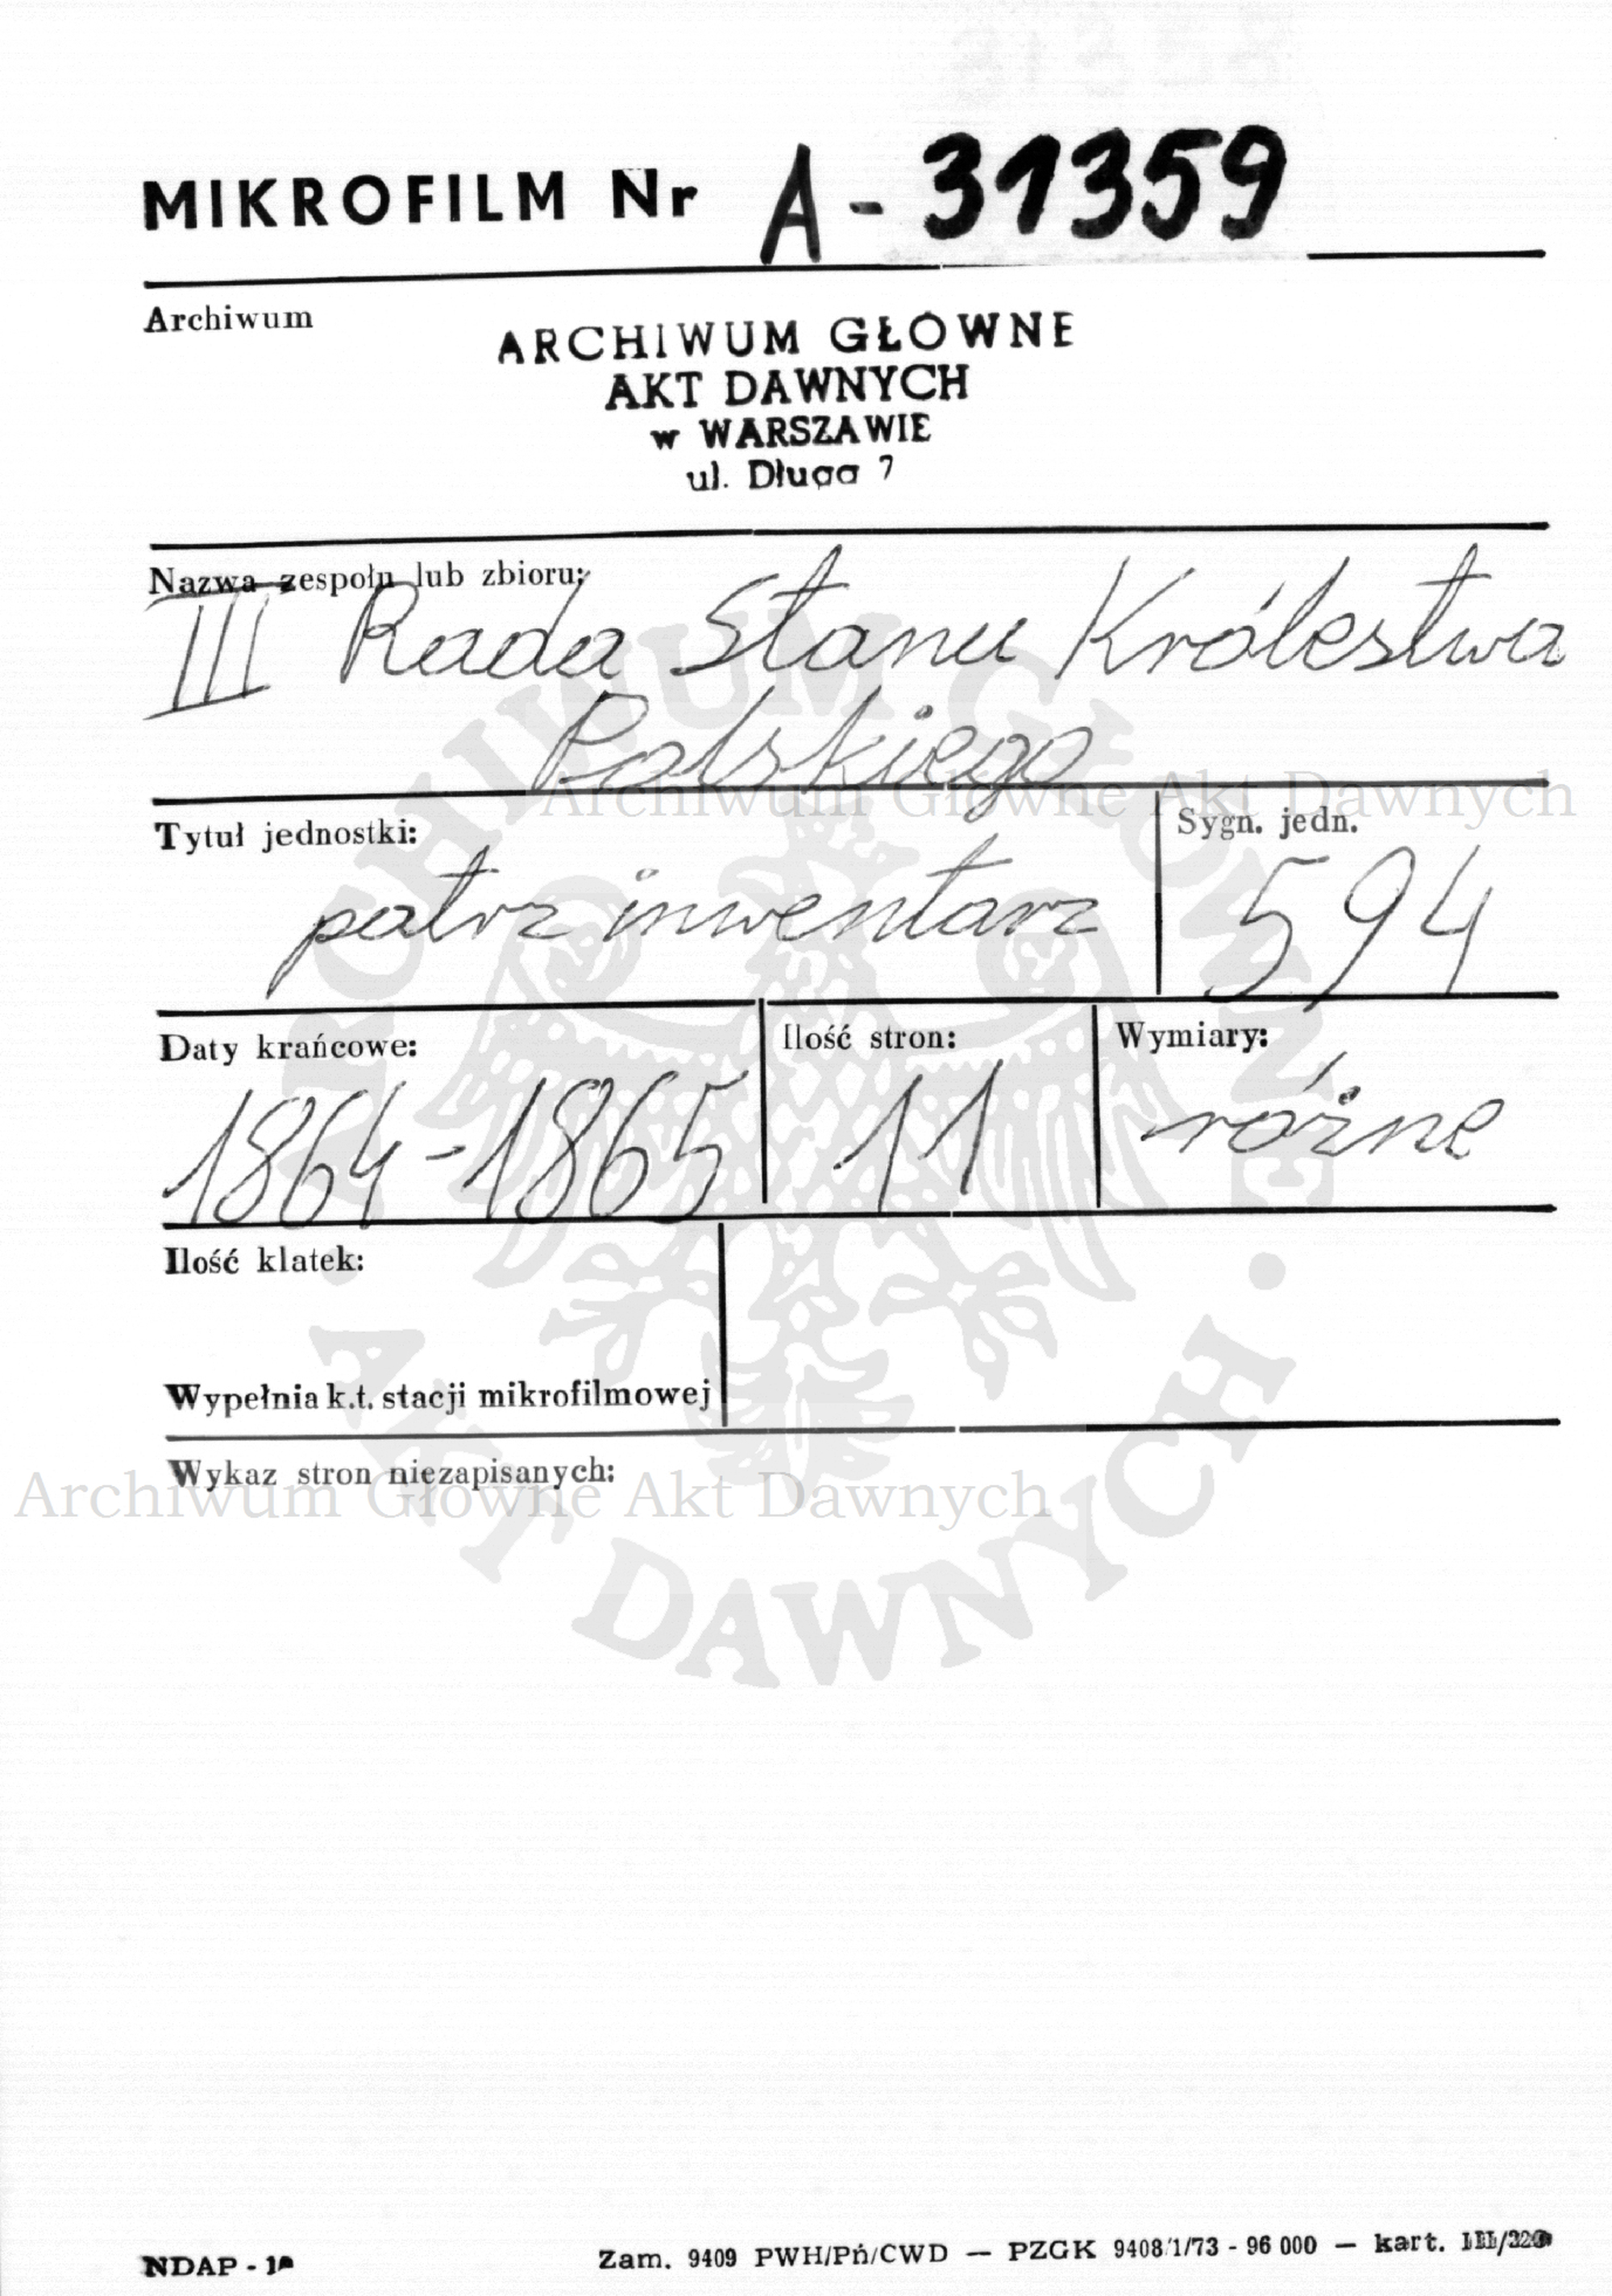 MIKROFILM Nr A-31359
Archiwum
ARCHIWUM GŁOWNE
AKT DAWNYCH
w WARSZAWIE
ul. Długa 7
Nazwa zespołu lub zbioru:
III Rada Stanu Królestwa
Polskiego
Archiwum Główne Akt Dawnych
Tytuł jednostki:
patrz inwentarz
Sygn. jedn.
594
Daty krańcowe:
1864-1865
Ilość stron:
11
Wymiary:
różne
Ilość klatek:
Wypełnia k.t. stacji mikrofilmowej
Wykaz stron niezapisanych:
Archiwum Główne Akt Dawnych
ARCHIWUM GŁÓWNE
· AKT DAWNYCH ·
NDAP -
Zam. 9409 PWH/Pń/CWD — PZGK 9408/1/73 - 96 000 — kart.